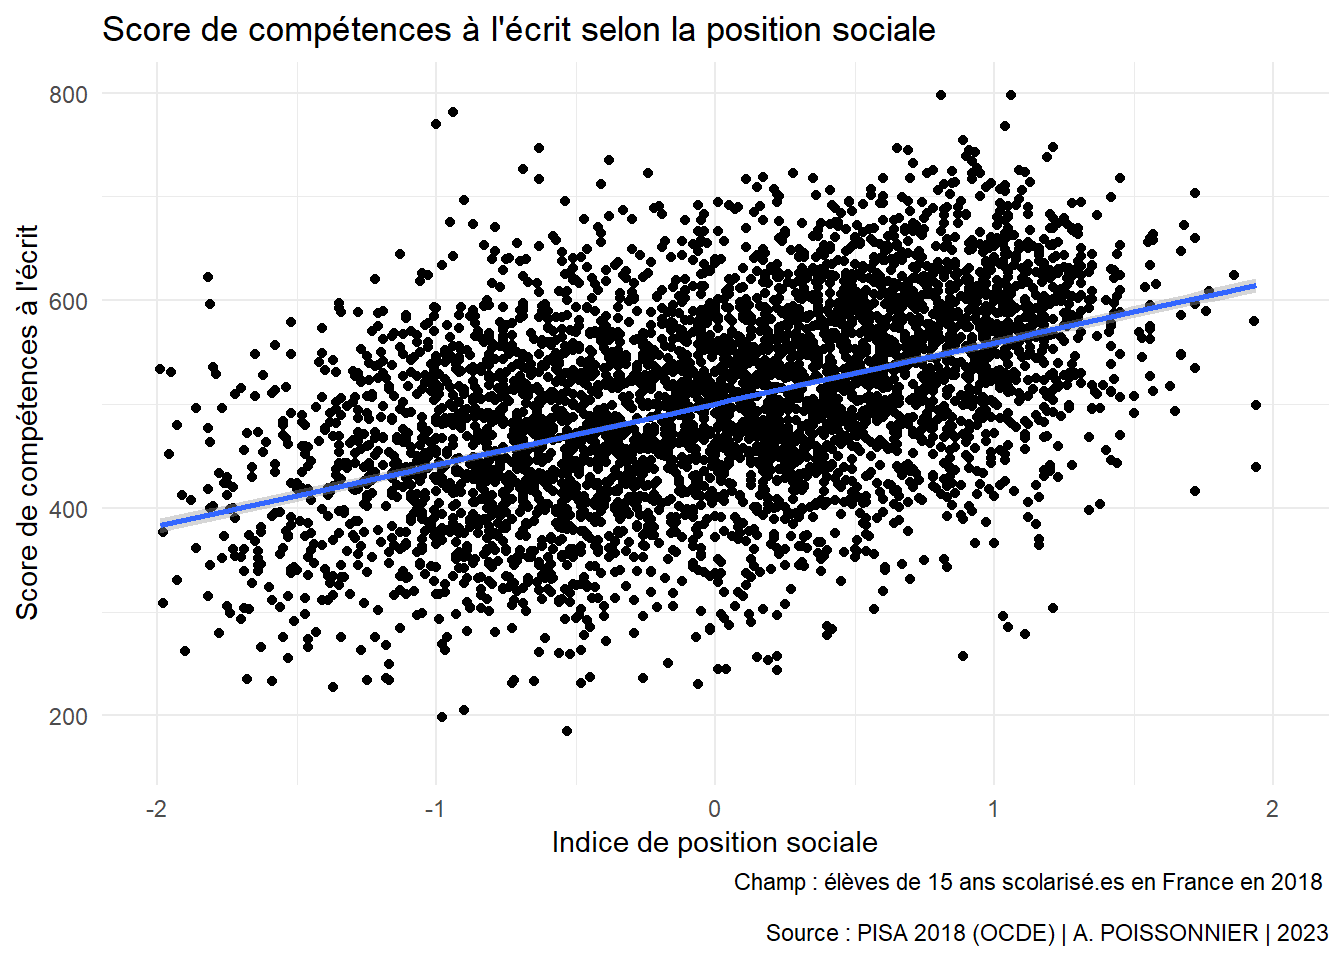 Score de compétences à l'écrit selon la position sociale
Score de compétences à l'écrit
800
600
400
200
-2
-1
0
1
2
Indice de position sociale
Champ : élèves de 15 ans scolarisé.es en France en 2018
Source : PISA 2018 (OCDE) | A. POISSONNIER | 2023